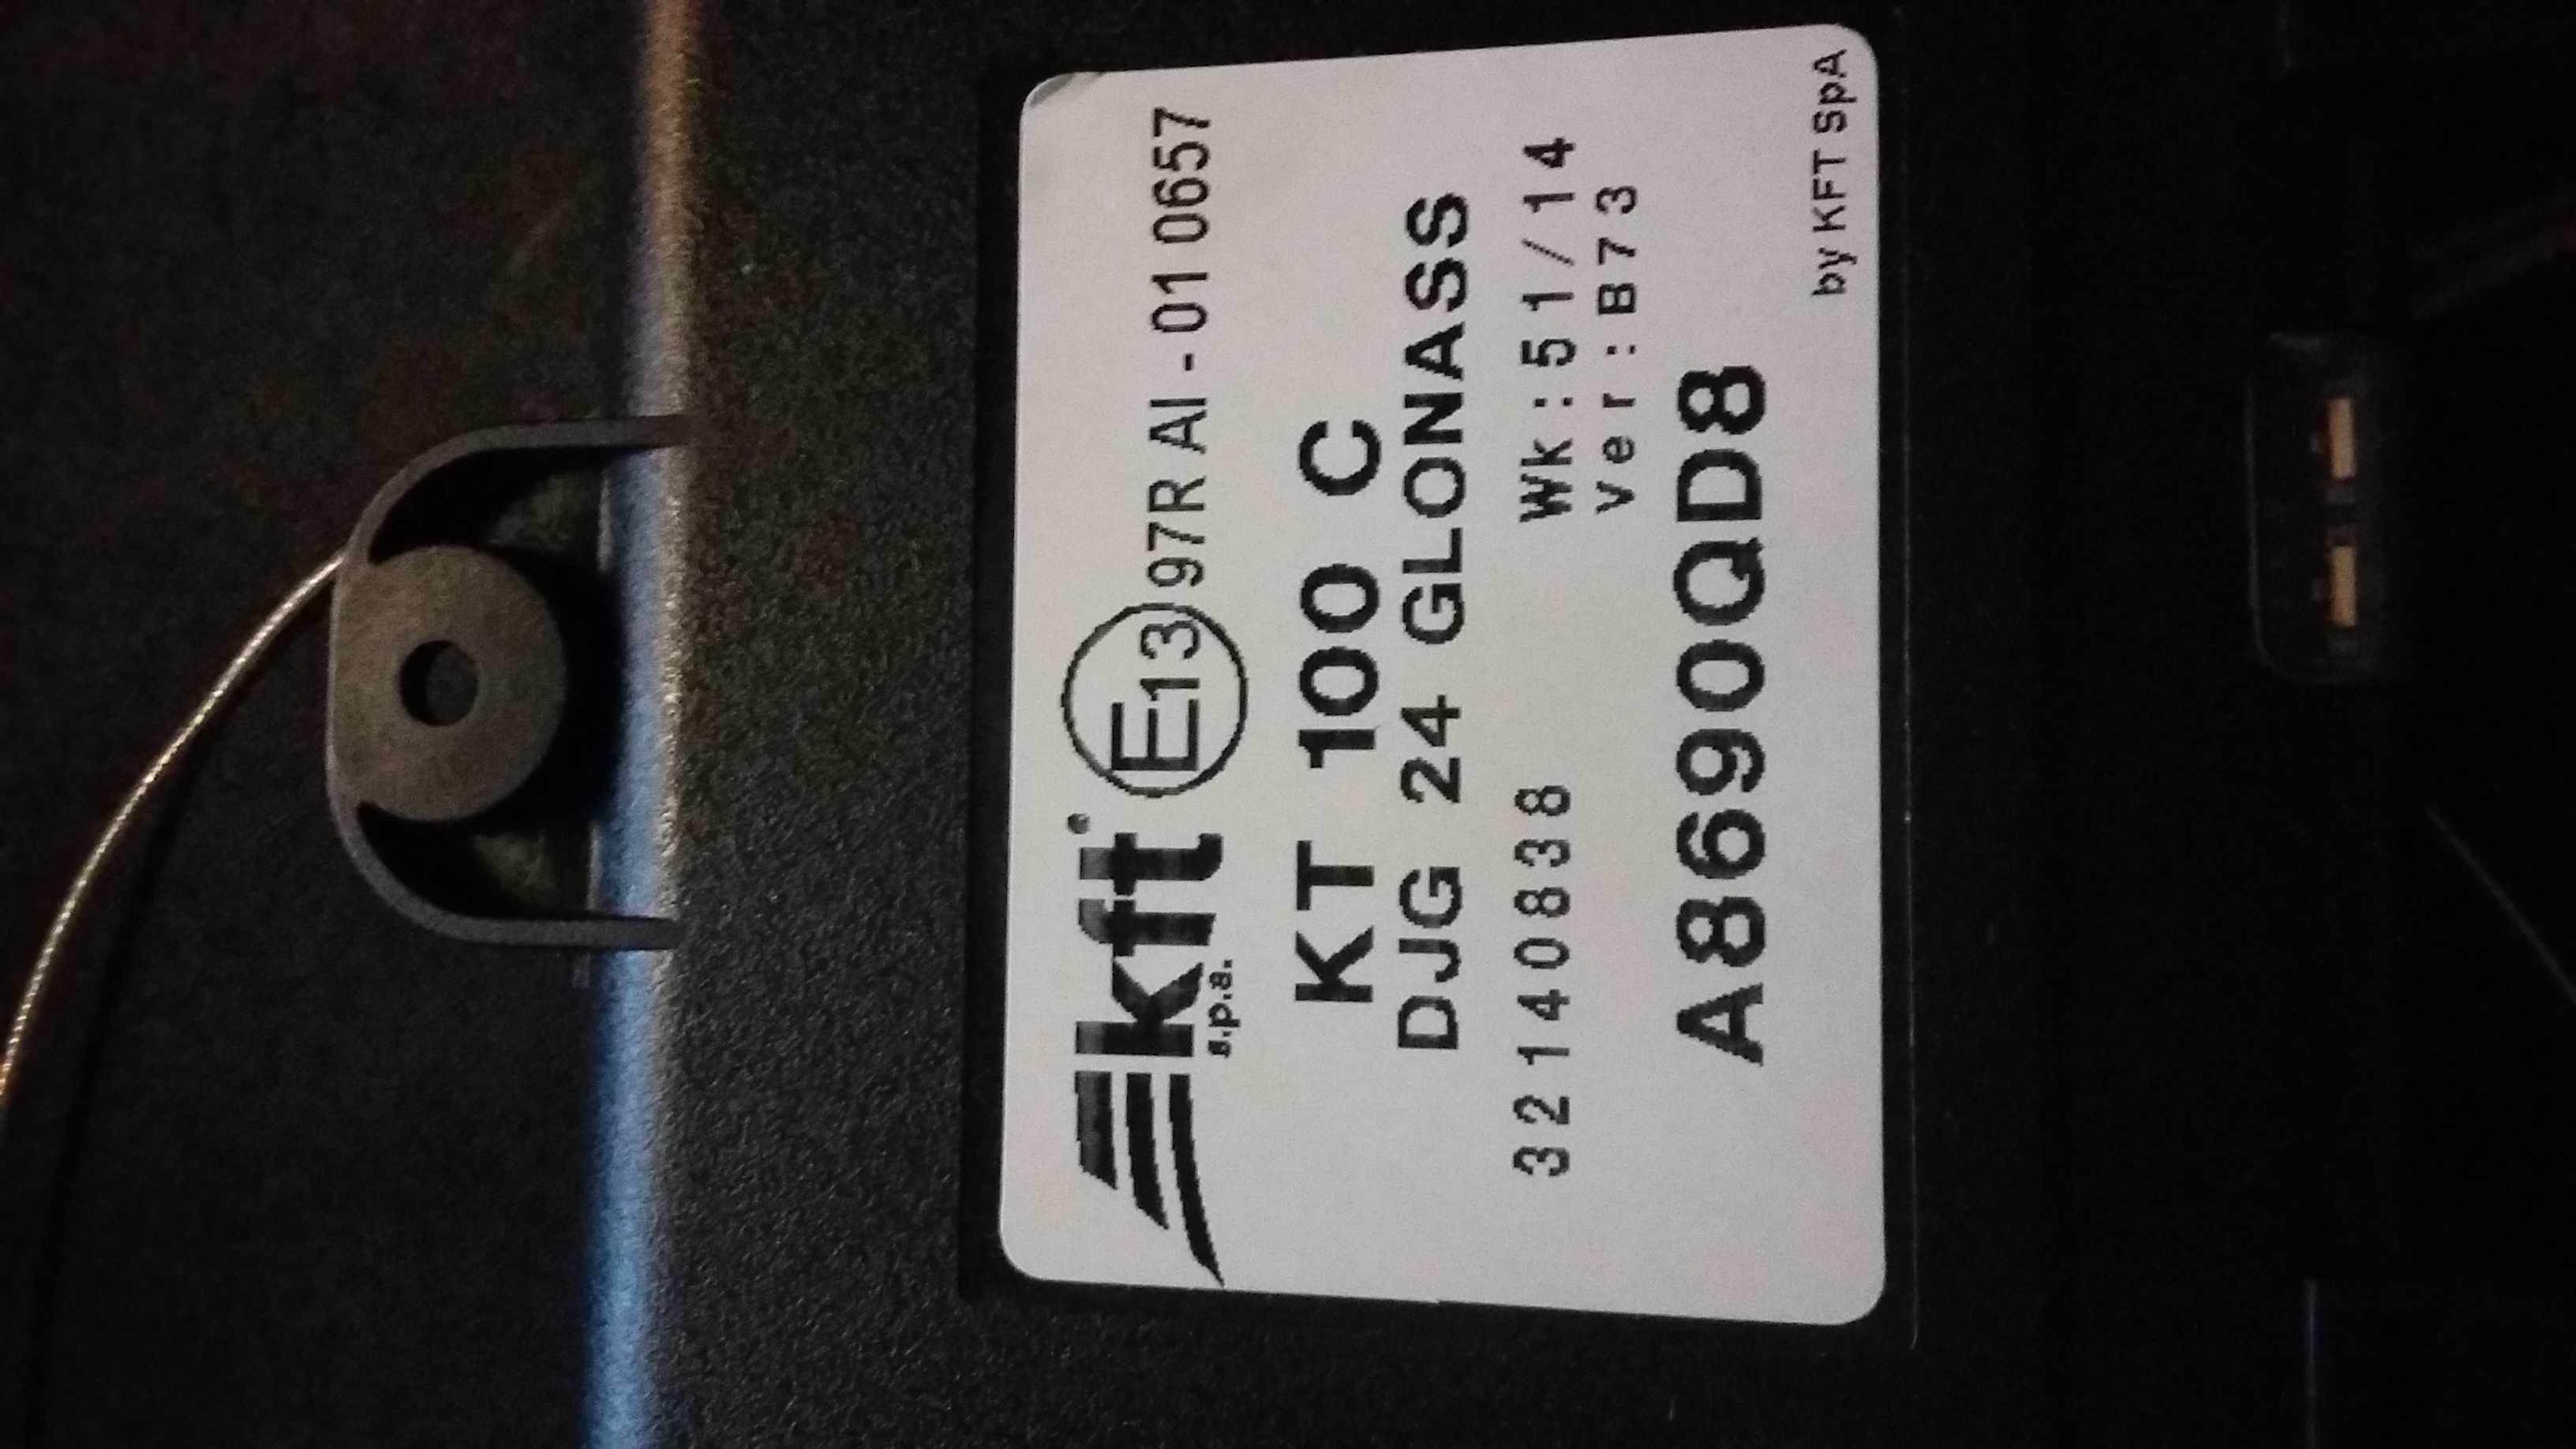 kft
s.p.a.
E13 97R AI - 01 0657
KT 100 C
DJG 24 GLONASS
32140838 Wk:51/14
Ver:B73
A8690QD8
by KFT SpA